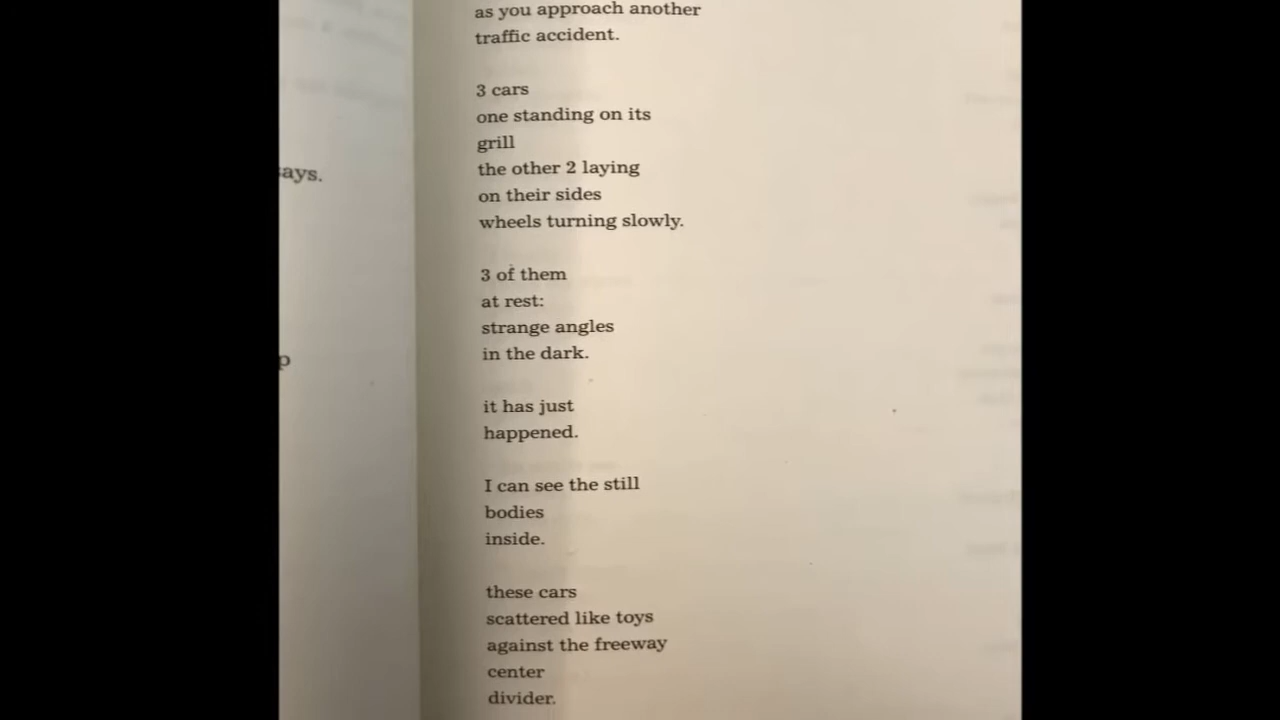 as you approach another
traffic accident.
3 cars
one standing on its
grill
the other 2 laying
on their sides
wheels turning slowly.
3 of them
at rest:
strange angles
in the dark.
it has just
happened.
I can see the still
bodies
inside.
these cars
scattered like toys
against the freeway
center
divider.